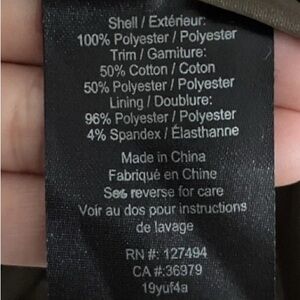 Shell / Extérieur:
100% Polyester / Polyester
Trim / Garniture:
50% Cotton / Coton
50% Polyester / Polyester
Lining / Doublure:
96% Polyester / Polyester
4% Spandex / Élasthanne
Made in China
Fabriqué en Chine
See reverse for care
Voir au dos pour instructions
de lavage
RN #: 127494
CA #:36979
19yuf4a